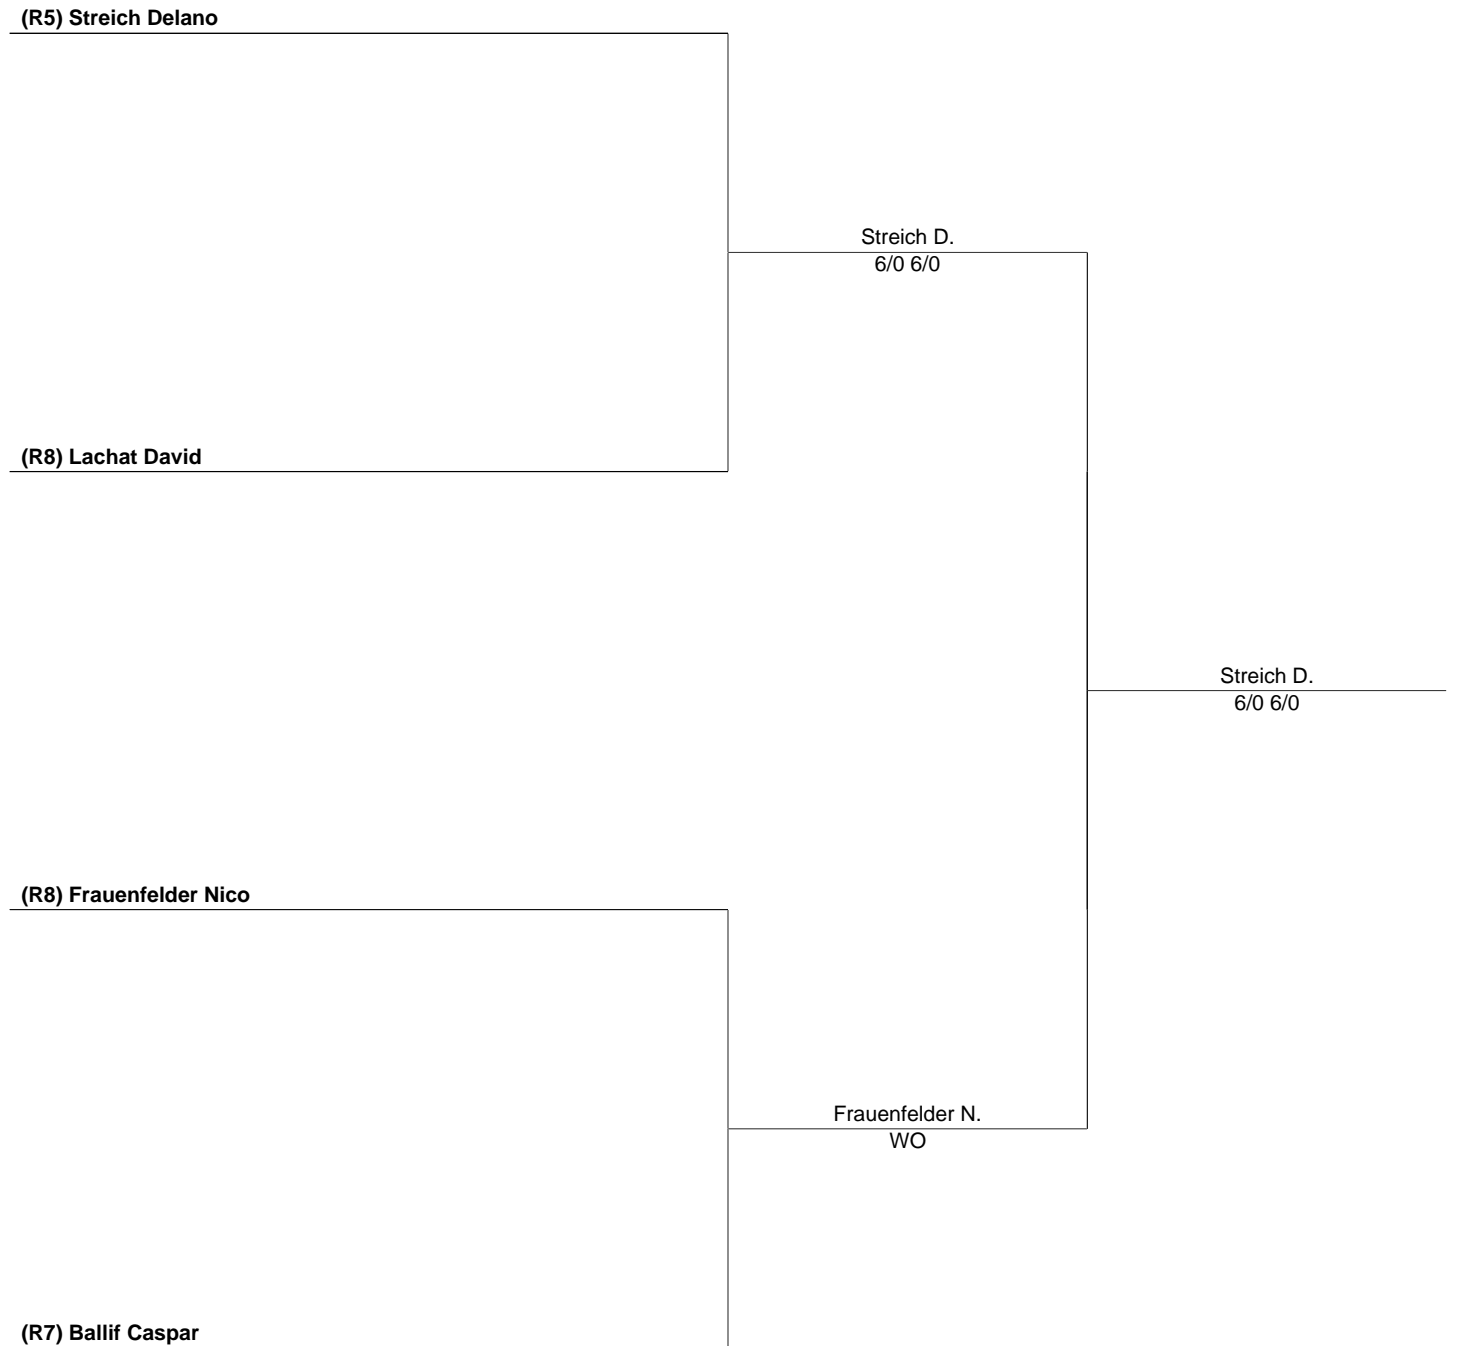 (R5) Streich Delano
Streich D.
6/0 6/0
(R8) Lachat David
Streich D.
6/0 6/0
(R8) Frauenfelder Nico
Frauenfelder N.
WO
(R7) Ballif Caspar